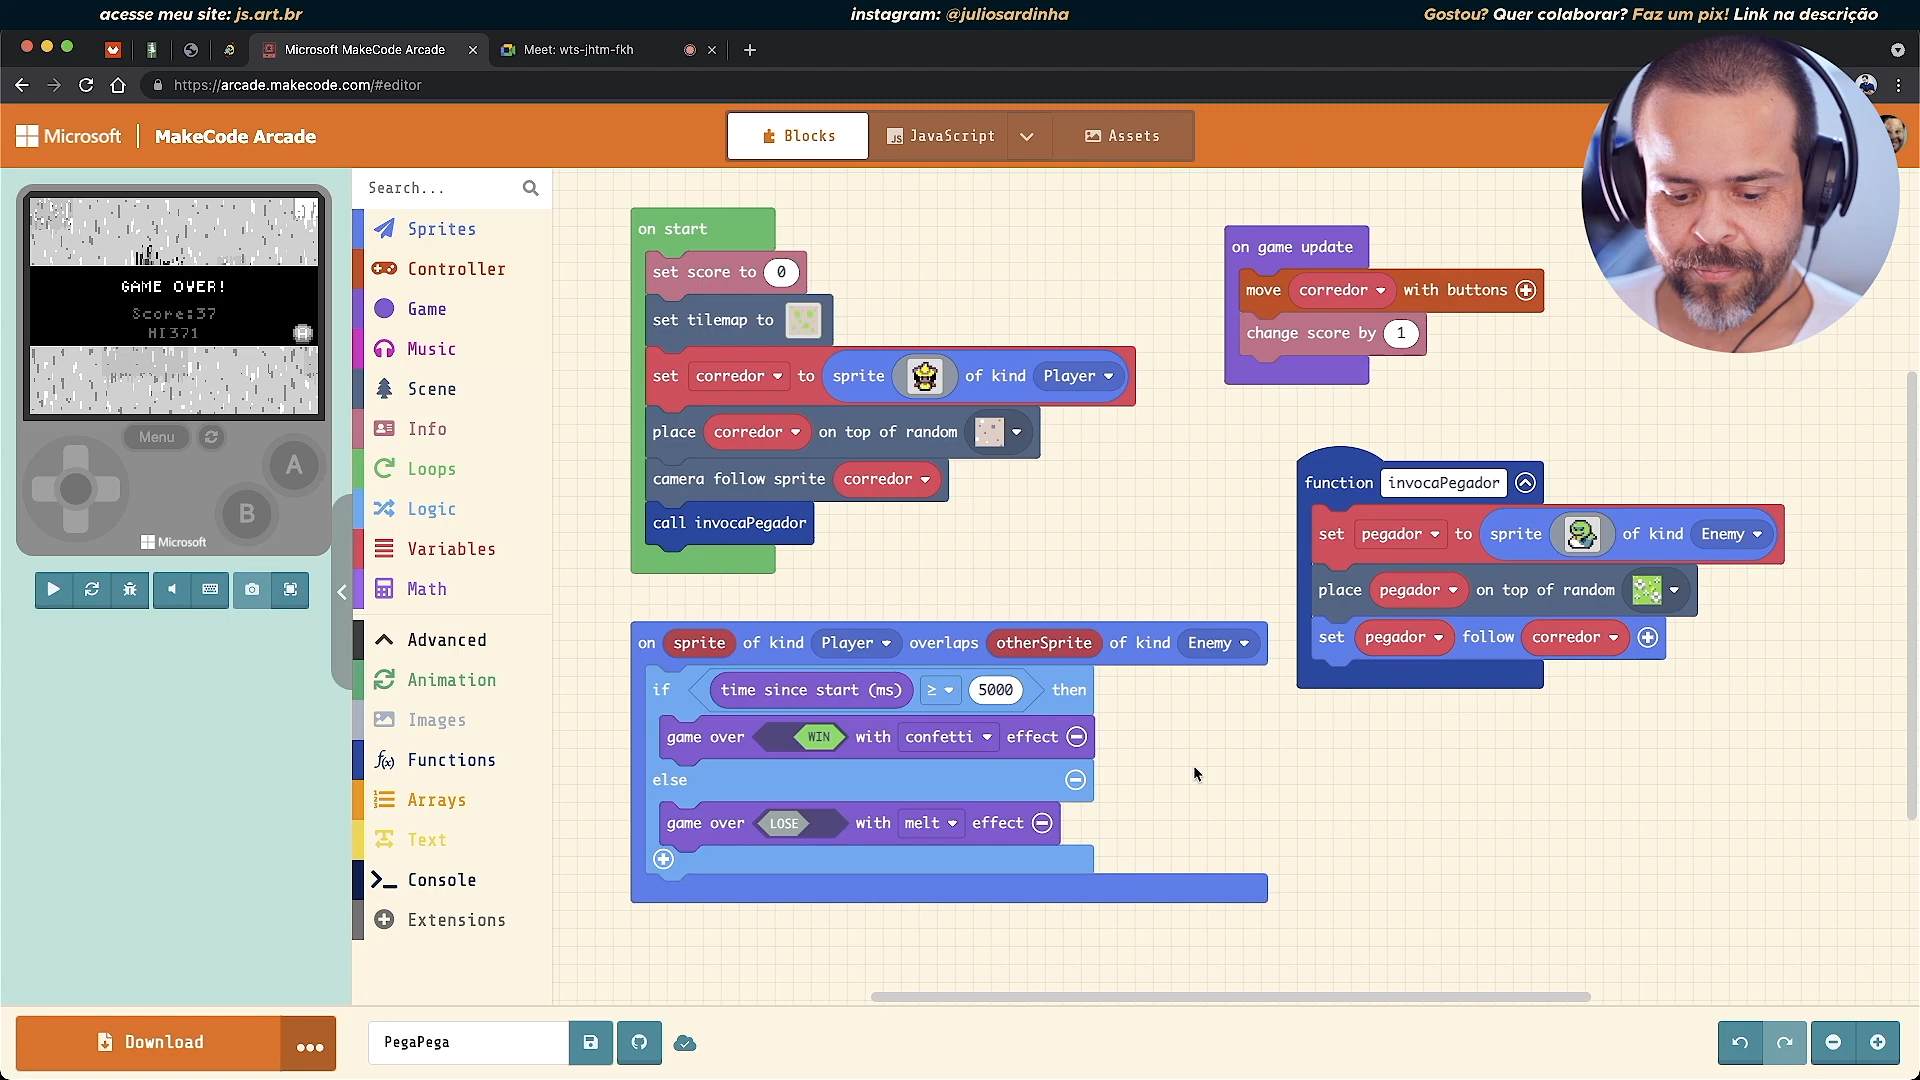 acesse meu site: js.art.br
instagram: @juliosardinha
Gostou? Quer colaborar? Faz um pix! Link na descrição
Microsoft MakeCode Arcade
Meet: wts-jhtm-fkh
https://arcade.makecode.com/#editor
Microsoft
MakeCode Arcade
Blocks
JavaScript
Assets
GAME OVER!
Score:37
HI371
A
Menu
A
B
Microsoft
Search...
Sprites
Controller
Game
Music
Scene
Info
Loops
Logic
Variables
Math
Advanced
Animation
Images
Functions
Arrays
Text
Console
Extensions
on start
set score to 0
set tilemap to
set corredor to sprite of kind Player
place corredor on top of random
camera follow sprite corredor
call invocaPegador
on game update
move corredor with buttons
change score by 1
function invocaPegador
set pegador to sprite of kind Enemy
place pegador on top of random
set pegador follow corredor
on sprite of kind Player overlaps otherSprite of kind Enemy
if time since start (ms) ≥ 5000 then
game over WIN with confetti effect
else
game over LOSE with melt effect
Download
PegaPega